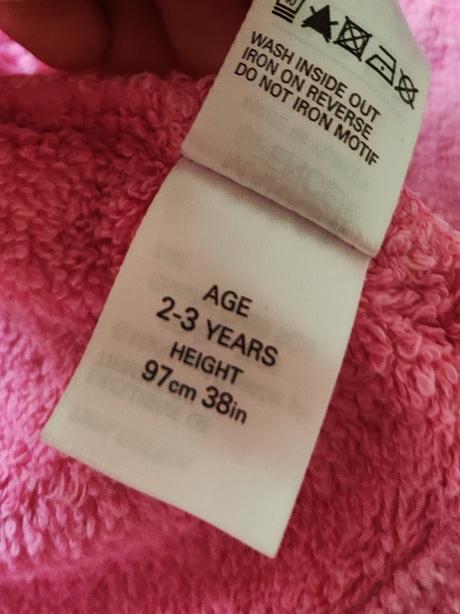 WASH INSIDE OUT
IRON ON REVERSE
DO NOT IRON MOTIF
AGE
2-3 YEARS
HEIGHT
97cm 38in